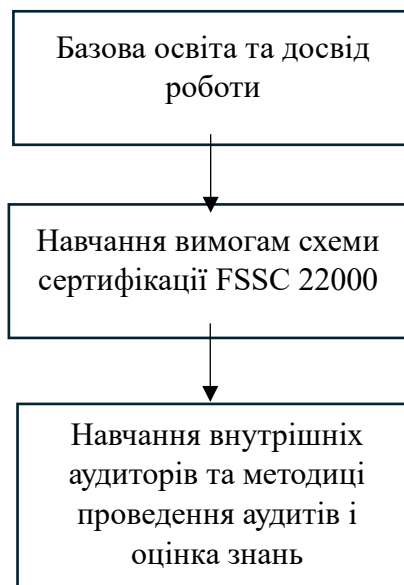 Базова освіта та досвід
роботи
Навчання вимогам схеми
сертифікації FSSC 22000
Навчання внутрішніх
аудиторів та методиці
проведення аудитів і
оцінка знань